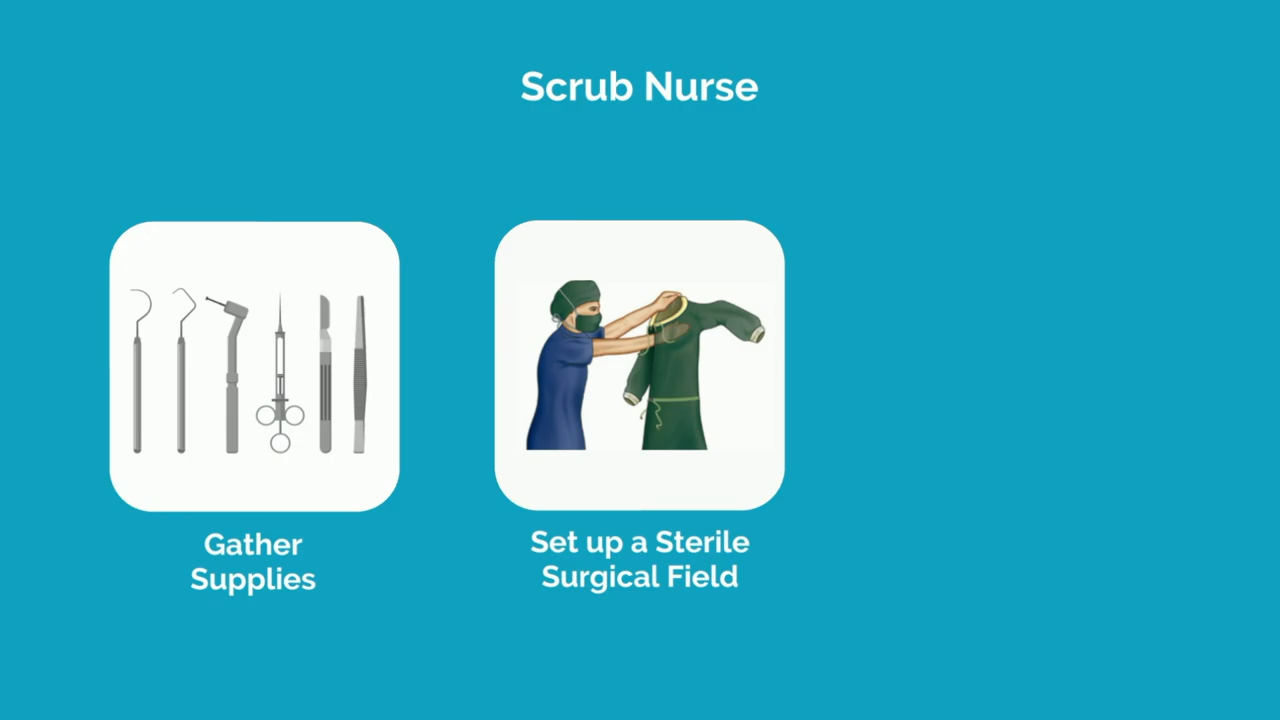 Scrub Nurse
Gather
Supplies
Set up a Sterile
Surgical Field